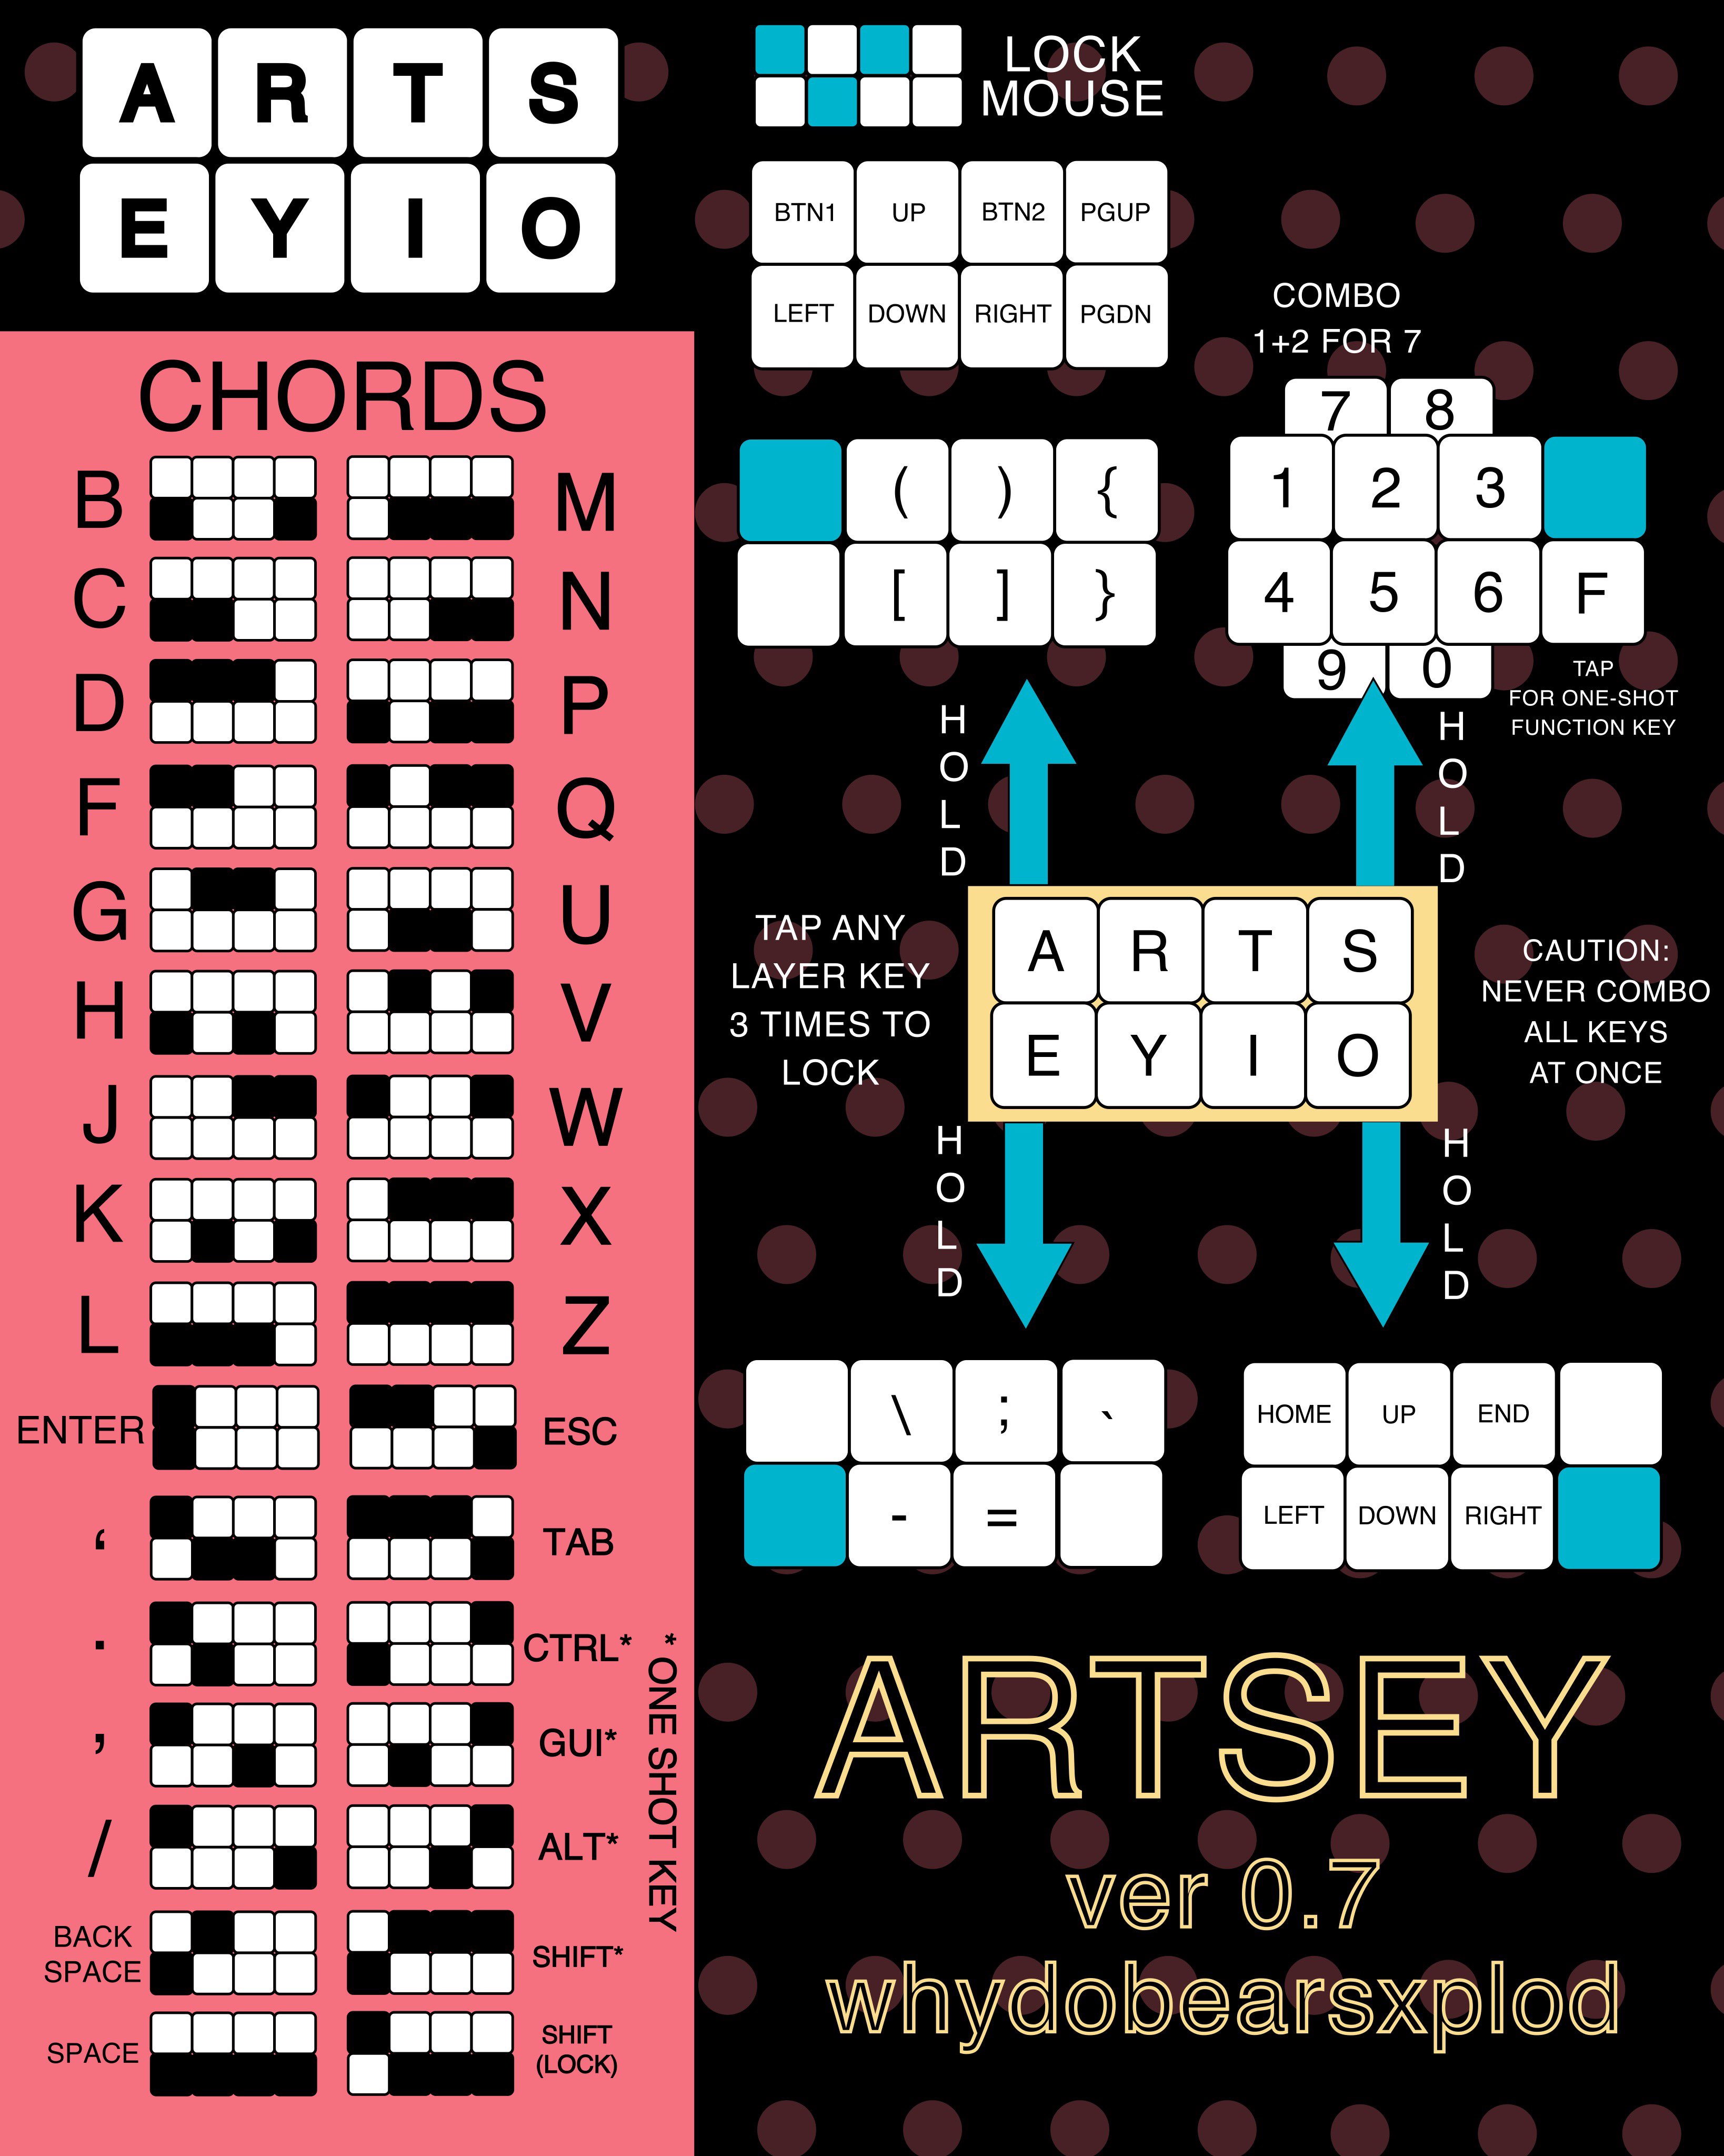 A R T S
E Y I O
CHORDS
B M
C N
D P
F Q
G U
H V
J W
K X
L Z
ENTER ESC
‘ TAB
. CTRL*
, GUI*
/ ALT*
BACK
SPACE
SHIFT*
SPACE
SHIFT
(LOCK)
* ONE SHOT KEY
LOCK
MOUSE
BTN1 UP BTN2 PGUP
LEFT DOWN RIGHT PGDN
( ) {
[ ] }
COMBO
1+2 FOR 7
7 8
1 2 3
4 5 6 F
9 0
TAP
FOR ONE-SHOT
FUNCTION KEY
HOLD
HOLD
TAP ANY
LAYER KEY
3 TIMES TO
LOCK
A R T S
E Y I O
CAUTION:
NEVER COMBO
ALL KEYS
AT ONCE
HOLD
HOLD
\ ; `
- =
HOME UP END
LEFT DOWN RIGHT
ARTSEY
ver 0.7
whydobearsxplod